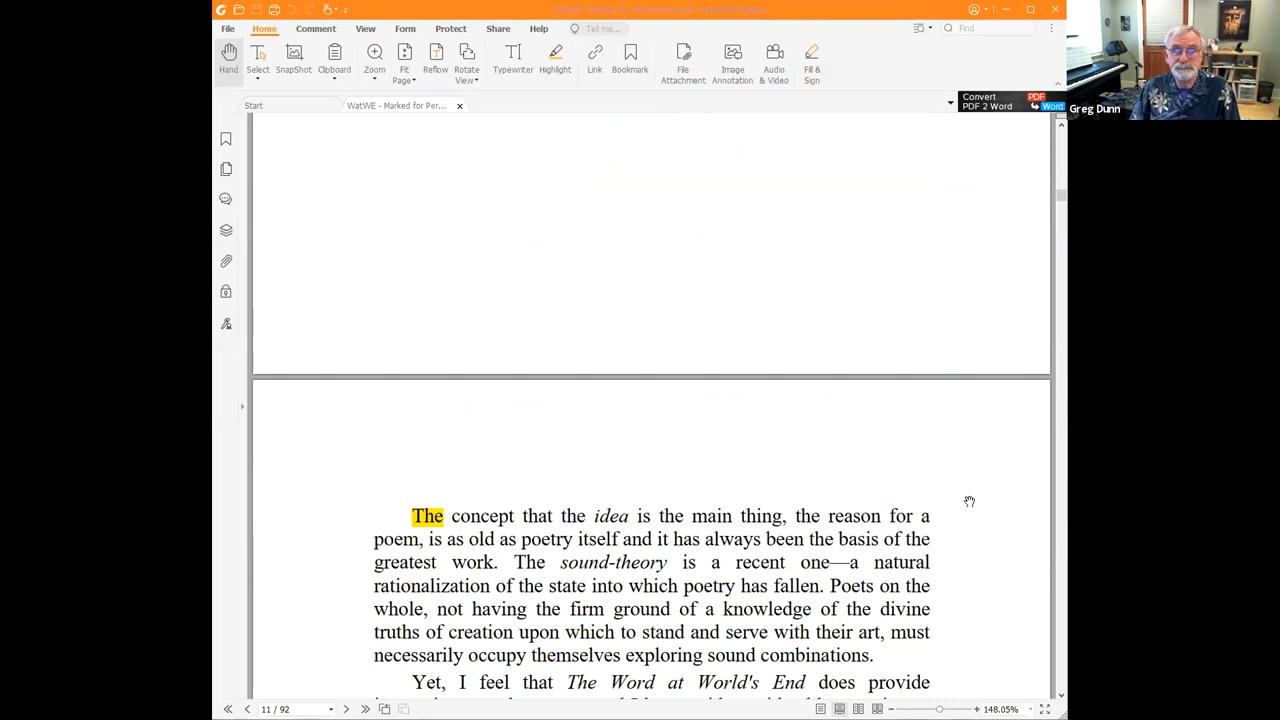 File Home Comment View Form Protect Share Help Tell me... Find
Hand Select SnapShot Clipboard Zoom Fit Page Reflow Rotate View Typewriter Highlight Link Bookmark File Attachment Image Annotation Audio & Video Fill & Sign
Start WatWE - Marked for Per...
Convert PDF
PDF 2 Word Word
Greg Dunn
The concept that the idea is the main thing, the reason for a
poem, is as old as poetry itself and it has always been the basis of the
greatest work. The sound-theory is a recent one—a natural
rationalization of the state into which poetry has fallen. Poets on the
whole, not having the firm ground of a knowledge of the divine
truths of creation upon which to stand and serve with their art, must
necessarily occupy themselves exploring sound combinations.
Yet, I feel that The Word at World's End does provide
11 / 92 148.05%